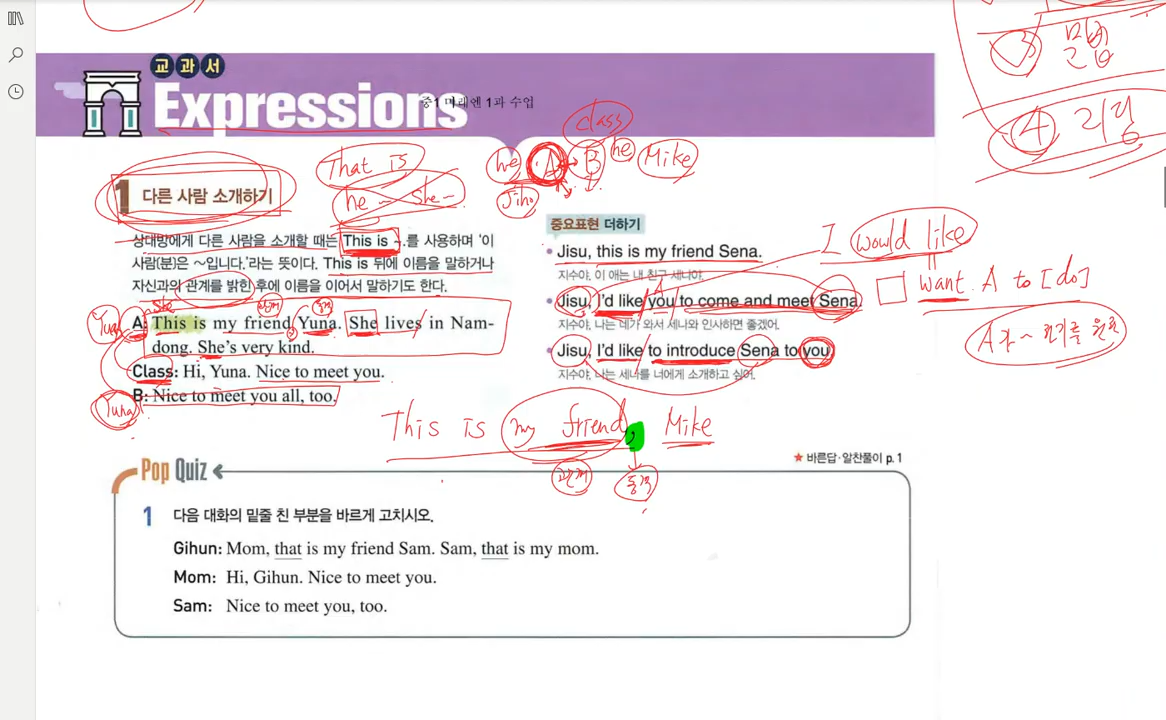 ③ 문법
④ 리딩
교과서
Expressions
중1 미래엔 1과 수업
class
That is
he A → B he Mike
Jiho
he ~ She ~
1 다른 사람 소개하기
상대방에게 다른 사람을 소개할 때는 This is ~.를 사용하며 '이
사람(분)은 ~입니다.'라는 뜻이다. This is 뒤에 이름을 말하거나
자신과의 관계를 밝힌 후에 이름을 이어서 말하기도 한다.
she 관계 동격
Yuna
A: This is my friend Yuna. She lives in Nam-
dong. She's very kind.
Class: Hi, Yuna. Nice to meet you.
B: Nice to meet you all, too.
Yuna
중요표현 더하기
• Jisu, this is my friend Sena.
지수야, 이 애는 내 친구 세나야.
A
• Jisu, I'd like you to come and meet Sena.
지수야, 나는 네가 와서 세나와 인사하면 좋겠어.
• Jisu, I'd like to introduce Sena to you.
지수야, 나는 세나를 너에게 소개하고 싶어.
I would like
want A to [do]
A가 ~ 하기를 원하
This is my friend, Mike
관계 동격
★ 바른답·알찬풀이 p.1
Pop Quiz
1 다음 대화의 밑줄 친 부분을 바르게 고치시오.
Gihun: Mom, that is my friend Sam. Sam, that is my mom.
Mom: Hi, Gihun. Nice to meet you.
Sam: Nice to meet you, too.